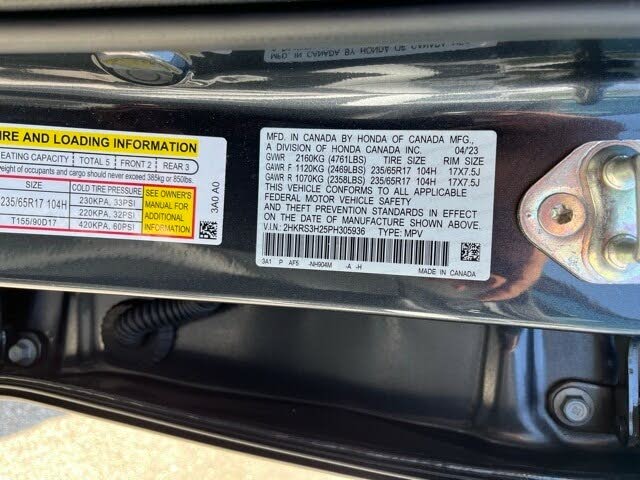 IRE AND LOADING INFORMATION
EATING CAPACITY TOTAL 5 FRONT 2 REAR 3
weight of occupants and cargo should never exceed 385kg or 850lbs
SIZE COLD TIRE PRESSURE
235/65R17 104H 230KPA, 33PSI
220KPA, 32PSI
T155/90D17 420KPA, 60PSI
SEE OWNER'S
MANUAL FOR
ADDITIONAL
INFORMATION
3A0 A0
MFD. IN CANADA BY HONDA OF CANADA MFG.,
A DIVISION OF HONDA CANADA INC. 04/23
GVWR 2160KG (4761LBS) TIRE SIZE RIM SIZE
GAWR F 1120KG (2469LBS) 235/65R17 104H 17X7.5J
GAWR R 1070KG (2358LBS) 235/65R17 104H 17X7.5J
THIS VEHICLE CONFORMS TO ALL APPLICABLE
FEDERAL MOTOR VEHICLE SAFETY
AND THEFT PREVENTION STANDARDS IN EFFECT
ON THE DATE OF MANUFACTURE SHOWN ABOVE.
V.I.N: 2HKRS3H25PH305936 TYPE: MPV
3A1 P AF5 -NH904M -A -H
MADE IN CANADA